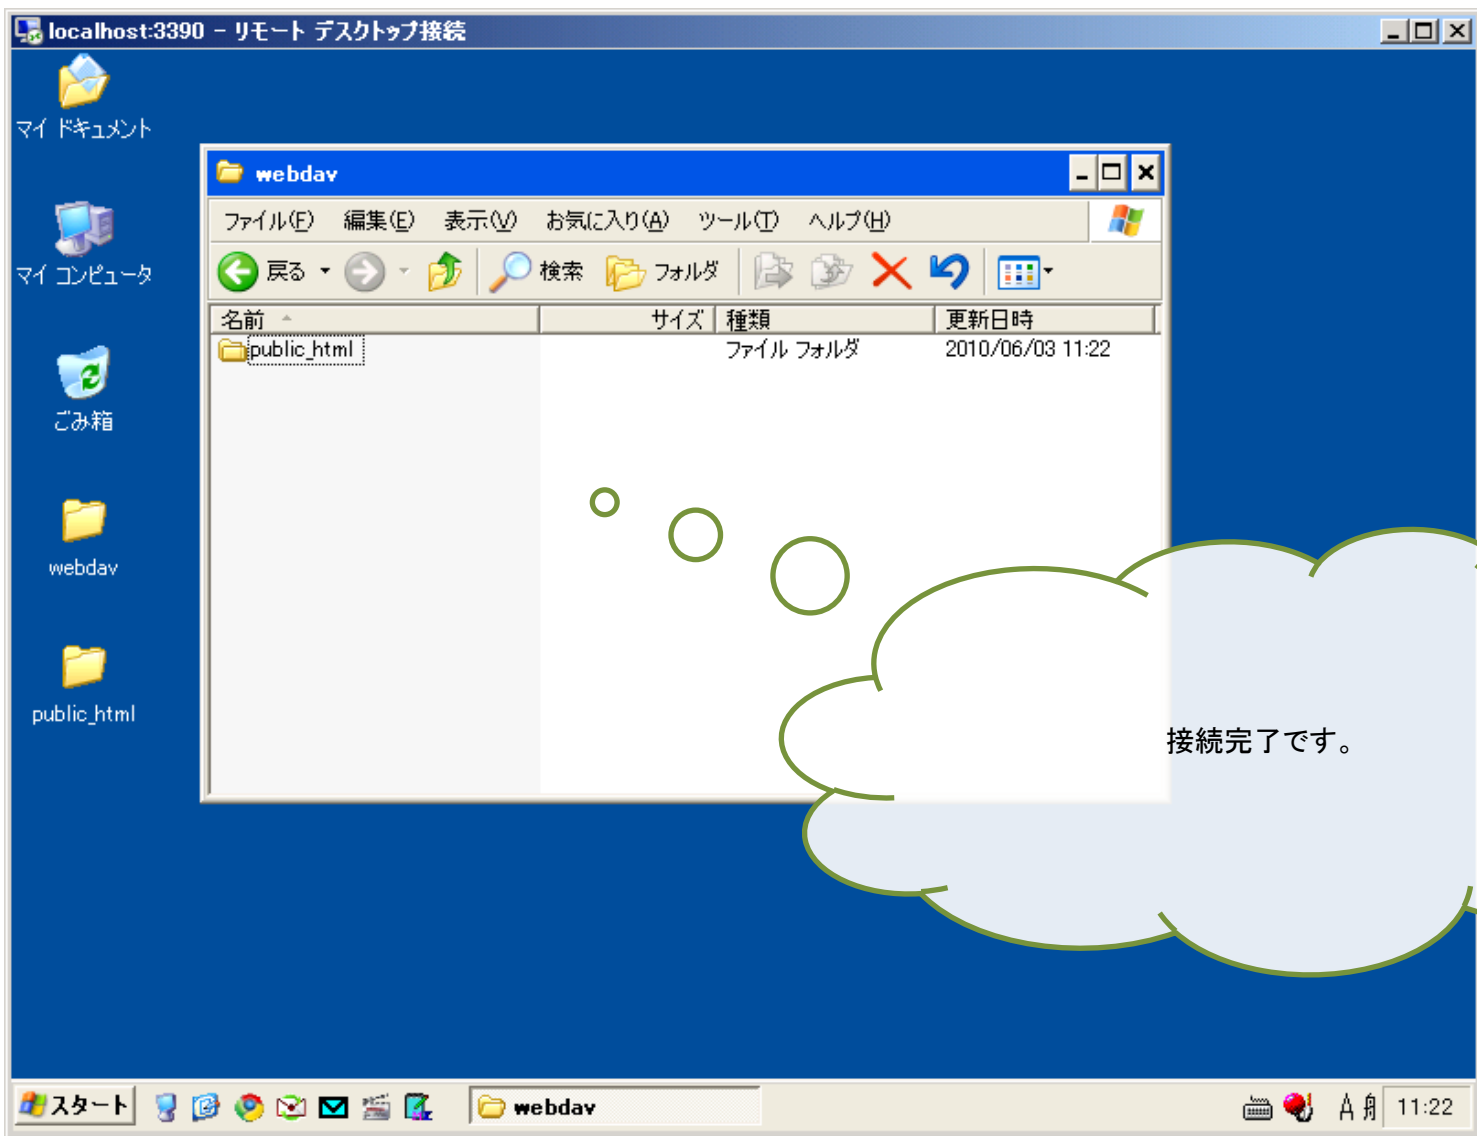 localhost:3390 - リモート デスクトップ接続
マイ ドキュメント
マイ コンピュータ
ごみ箱
webdav
public_html
webdav
ファイル(F) 編集(E) 表示(V) お気に入り(A) ツール(T) ヘルプ(H)
戻る 検索 フォルダ
名前 サイズ 種類 更新日時
public_html ファイル フォルダ 2010/06/03 11:22
接続完了です。
スタート webdav A 11:22